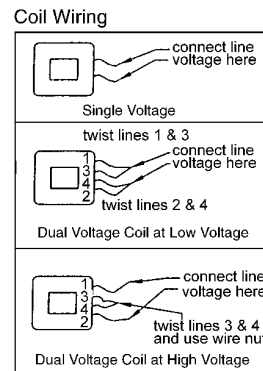 Coil Wiring
connect line
voltage here
Single Voltage
twist lines 1 & 3
connect line
voltage here
1
3
4
2
twist lines 2 & 4
Dual Voltage Coil at Low Voltage
connect line
voltage here
1
3
4
2
twist lines 3 & 4
and use wire nu
Dual Voltage Coil at High Voltage